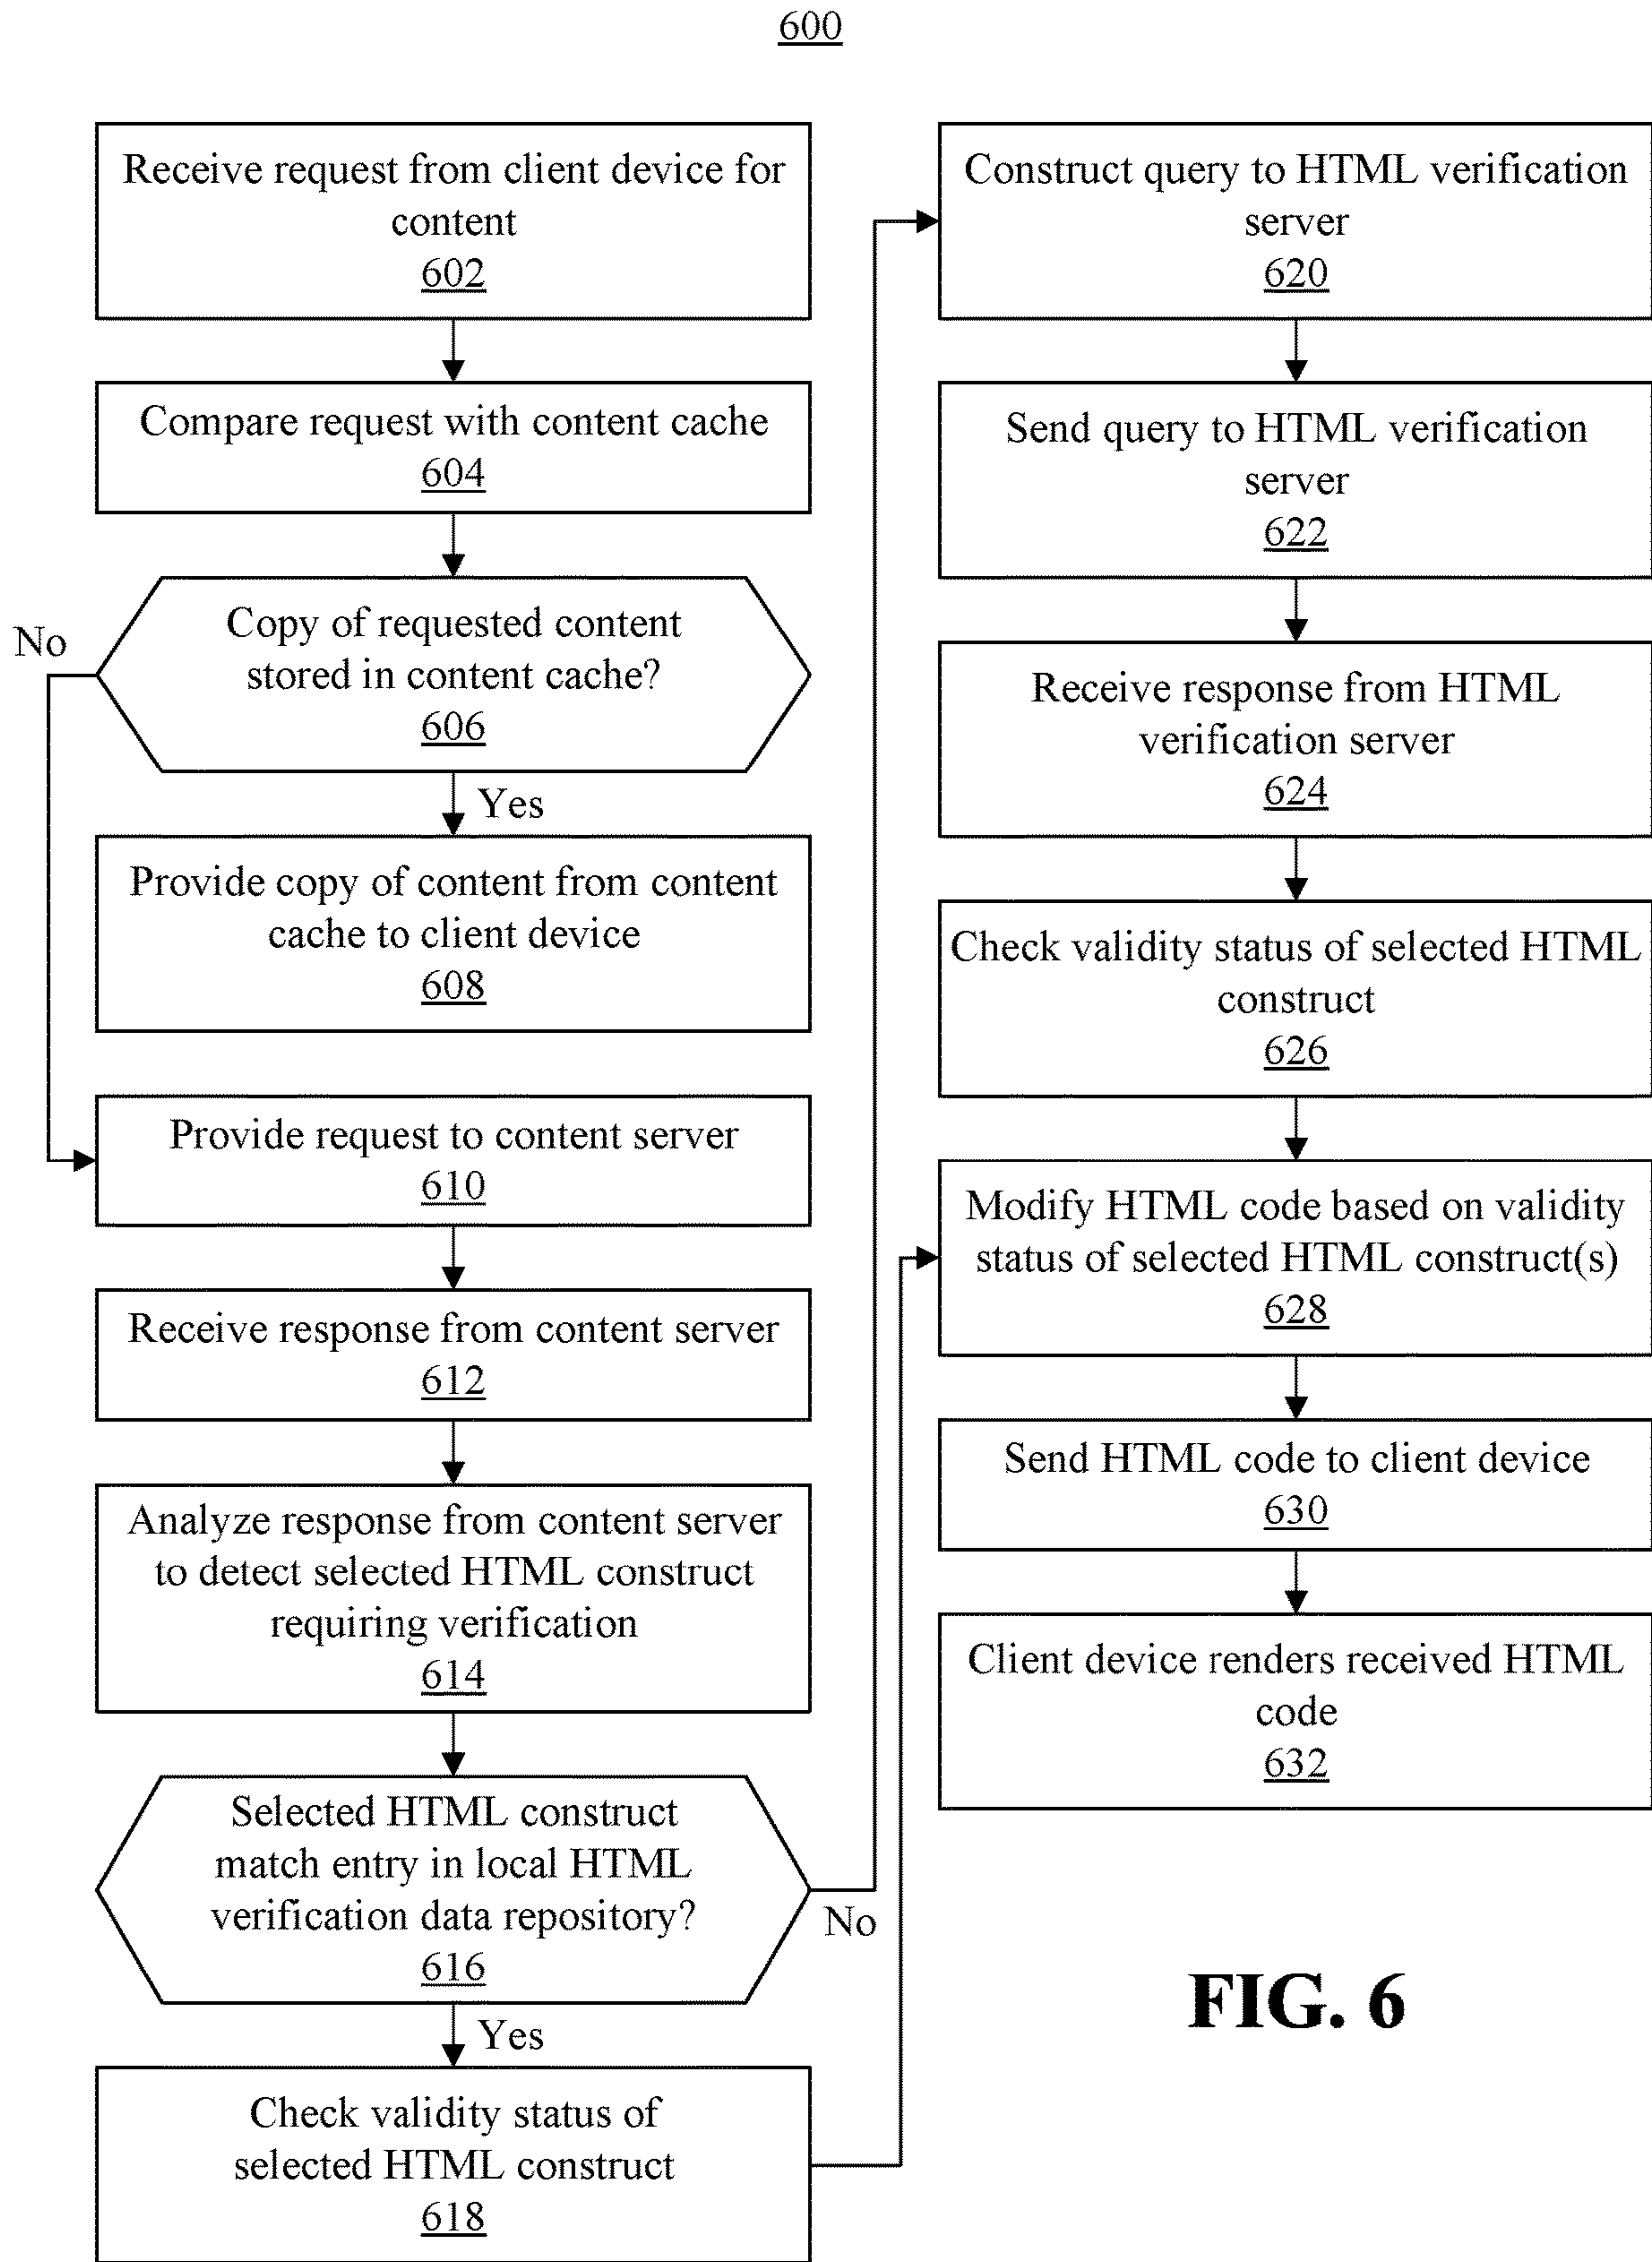 600
Receive request from client device for
content
602
Compare request with content cache
604
Copy of requested content
stored in content cache?
606
No
Yes
Provide copy of content from content
cache to client device
608
Provide request to content server
610
Receive response from content server
612
Analyze response from content server
to detect selected HTML construct
requiring verification
614
Selected HTML construct
match entry in local HTML
verification data repository?
616
No
Yes
Check validity status of
selected HTML construct
618
Construct query to HTML verification
server
620
Send query to HTML verification
server
622
Receive response from HTML
verification server
624
Check validity status of selected HTML
construct
626
Modify HTML code based on validity
status of selected HTML construct(s)
628
Send HTML code to client device
630
Client device renders received HTML
code
632
FIG. 6